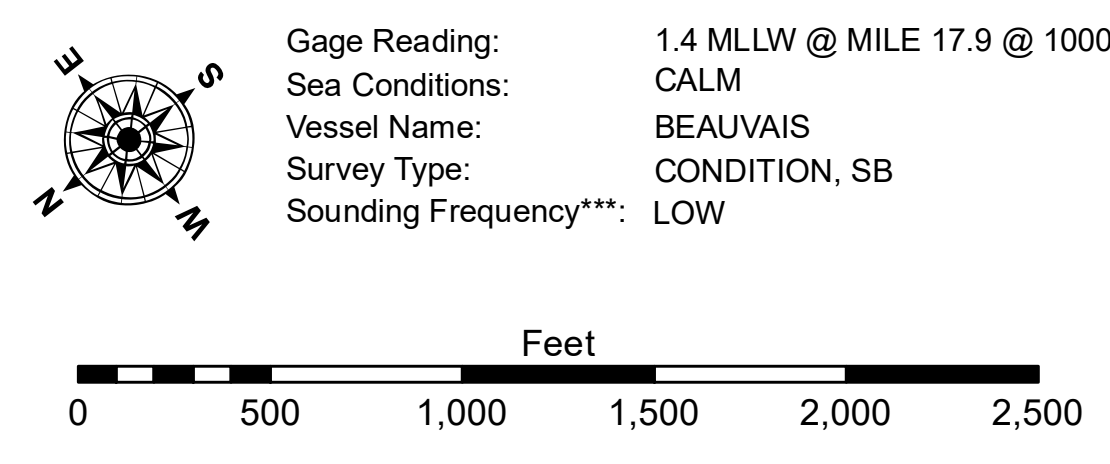 E
S
N
W
Gage Reading: 1.4 MLLW @ MILE 17.9 @ 1000
Sea Conditions: CALM
Vessel Name: BEAUVAIS
Survey Type: CONDITION, SB
Sounding Frequency***: LOW
Feet
0 500 1,000 1,500 2,000 2,500